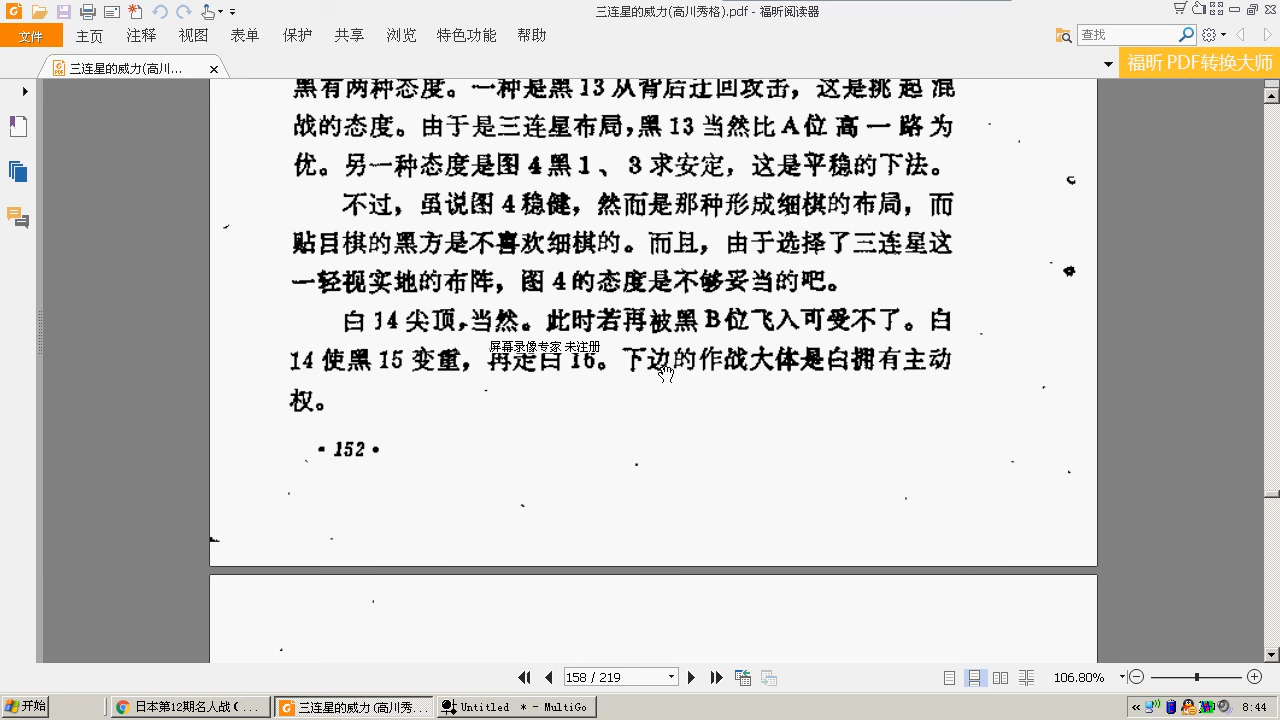 三连星的威力(高川秀格).pdf - 福昕阅读器
文件 主页 注释 视图 表单 保护 共享 浏览 特色功能 帮助
查找
三连星的威力(高川...
福昕PDF转换大师
黑有两种态度。一种是黑13从背后迂回攻击，这是挑起混
战的态度。由于是三连星布局，黑13当然比A位高一路为
优。另一种态度是图4黑1、3求安定，这是平稳的下法。
不过，虽说图4稳健，然而是那种形成细棋的布局，而
贴目棋的黑方是不喜欢细棋的。而且，由于选择了三连星这
一轻视实地的布阵，图4的态度是不够妥当的吧。
白14尖顶，当然。此时若再被黑B位飞入可受不了。白
屏幕录像专家 未注册
14使黑15变重，再走白16。下边的作战大体是白拥有主动
权。
• 152 •
158 / 219
106.80%
开始
日本第12期名人战(...
三连星的威力(高川秀...
Untitled * - MultiGo
8:44